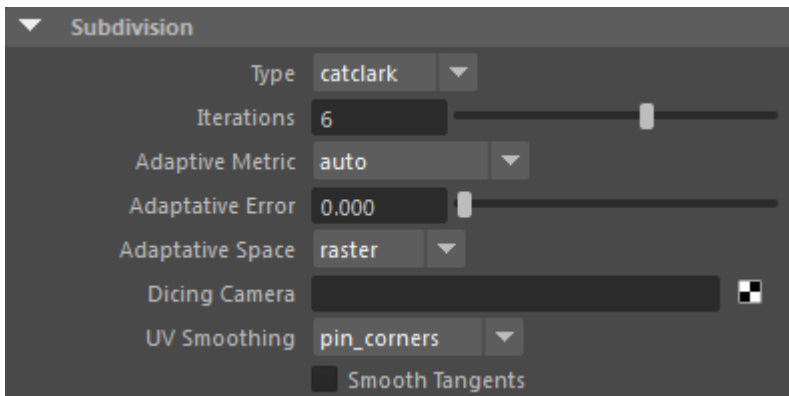 Subdivision
Type catclark
Iterations 6
Adaptive Metric auto
Adaptative Error 0.000
Adaptative Space raster
Dicing Camera
UV Smoothing pin_corners
Smooth Tangents